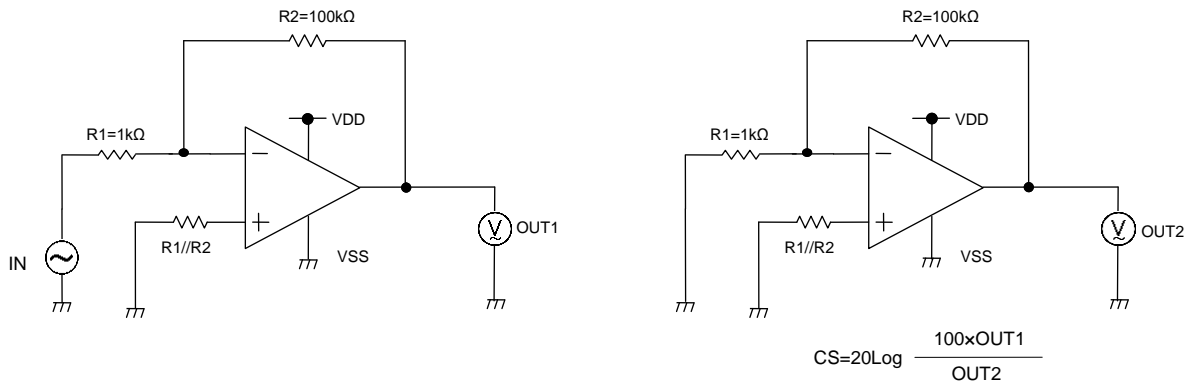 R2=100kΩ
VDD
R1=1kΩ
−
+
R1//R2
VSS
V
OUT1
IN
R2=100kΩ
VDD
R1=1kΩ
−
+
R1//R2
VSS
V
OUT2
CS=20Log 100×OUT1
OUT2